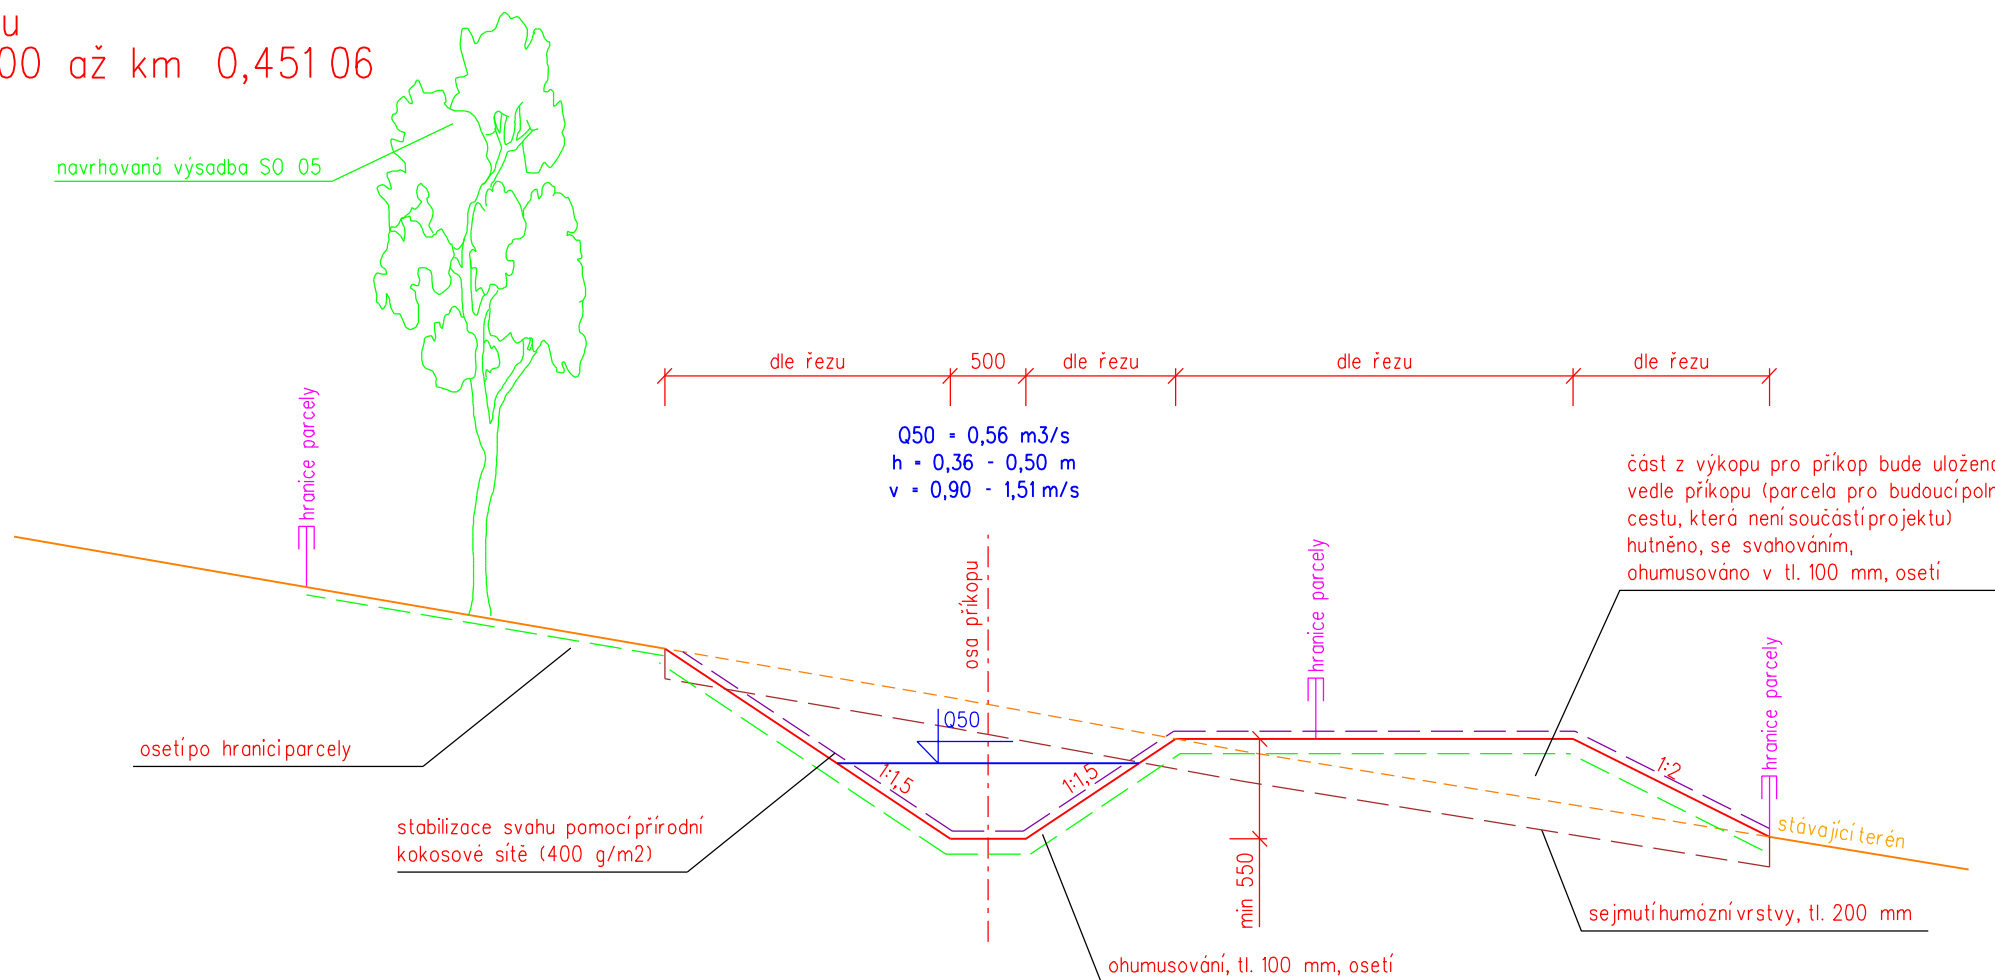 u
00 až km 0,451 06
navrhovaná výsadba SO 05
dle řezu
500
dle řezu
dle řezu
dle řezu
Q50 = 0,56 m3/s
h = 0,36 - 0,50 m
v = 0,90 - 1,51 m/s
hranice parcely
část z výkopu pro příkop bude uložena
vedle příkopu (parcela pro budoucí poln
cestu, která není součástí projektu)
hutněno, se svahováním,
ohumusováno v tl. 100 mm, osetí
osa příkopu
hranice parcely
hranice parcely
Q50
osetí po hranici parcely
1:1,5
1:1,5
1:2
stabilizace svahu pomocí přírodní
kokosové sítě (400 g/m2)
stávající terén
min 550
sejmutí humózní vrstvy, tl. 200 mm
ohumusování, tl. 100 mm, osetí